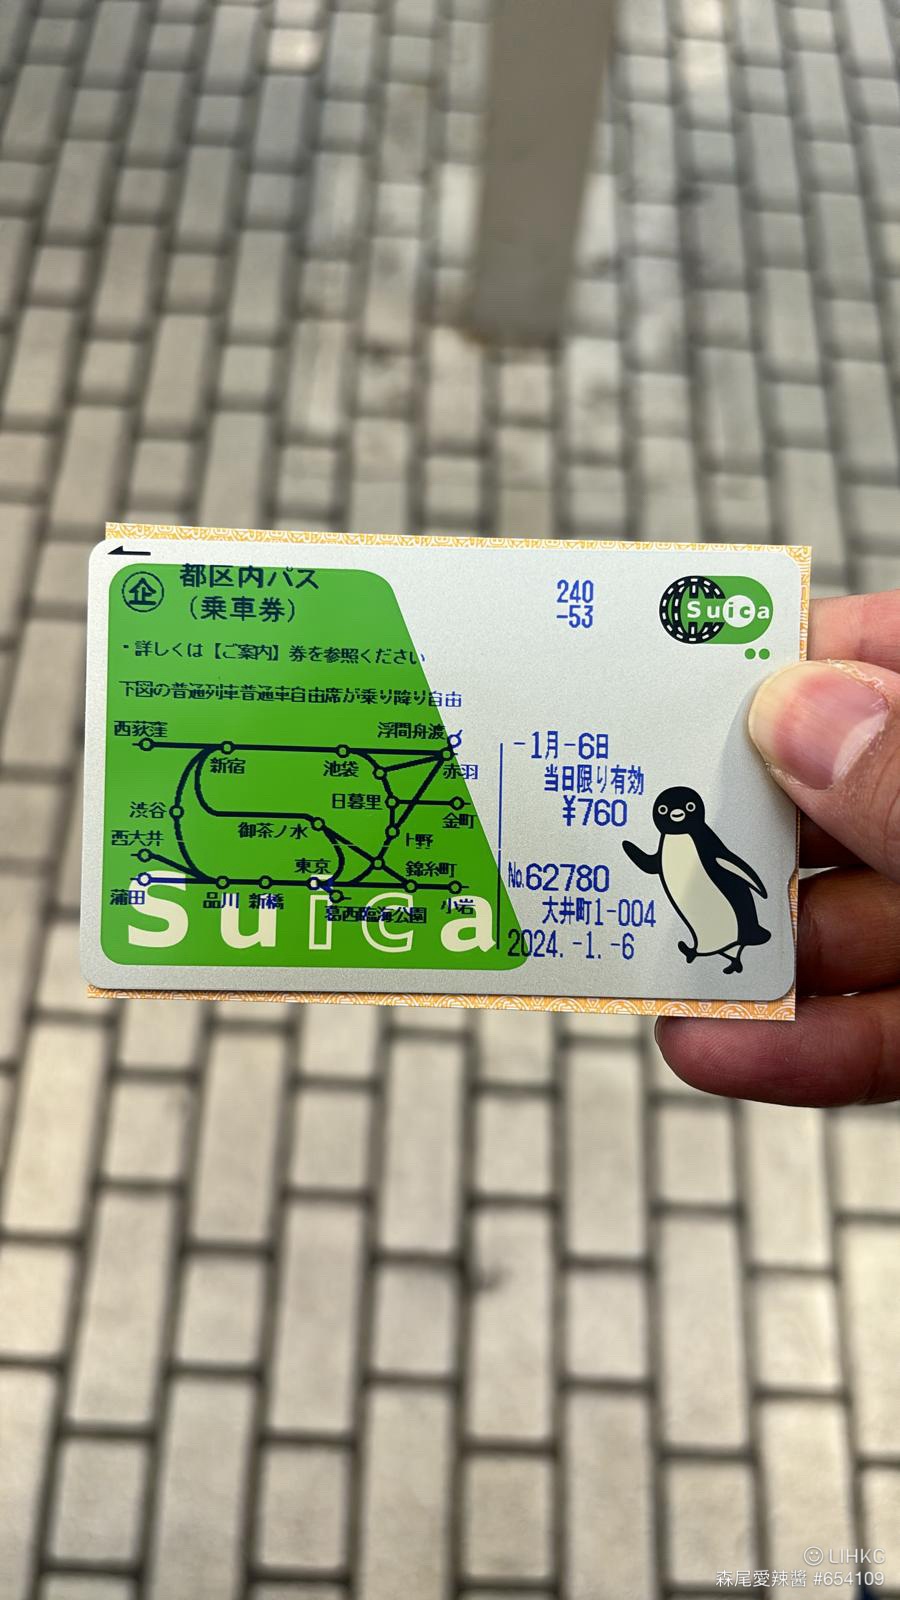 企
都区内パス
（乗車券）
240
-53
Suica
・詳しくは【ご案内】券を参照ください
下図の普通列車普通車自由席が乗り降り自由
西荻窪
新宿
池袋
浮間舟渡
赤羽
日暮里
金町
渋谷
御茶ノ水
上野
西大井
東京
錦糸町
蒲田
品川
新橋
葛西臨海公園
小岩
-1月-6日
当日限り有効
¥760
No.62780
大井町1-004
2024.-1.-6
Suica
LIHKG
森尾愛辣醬 #654109